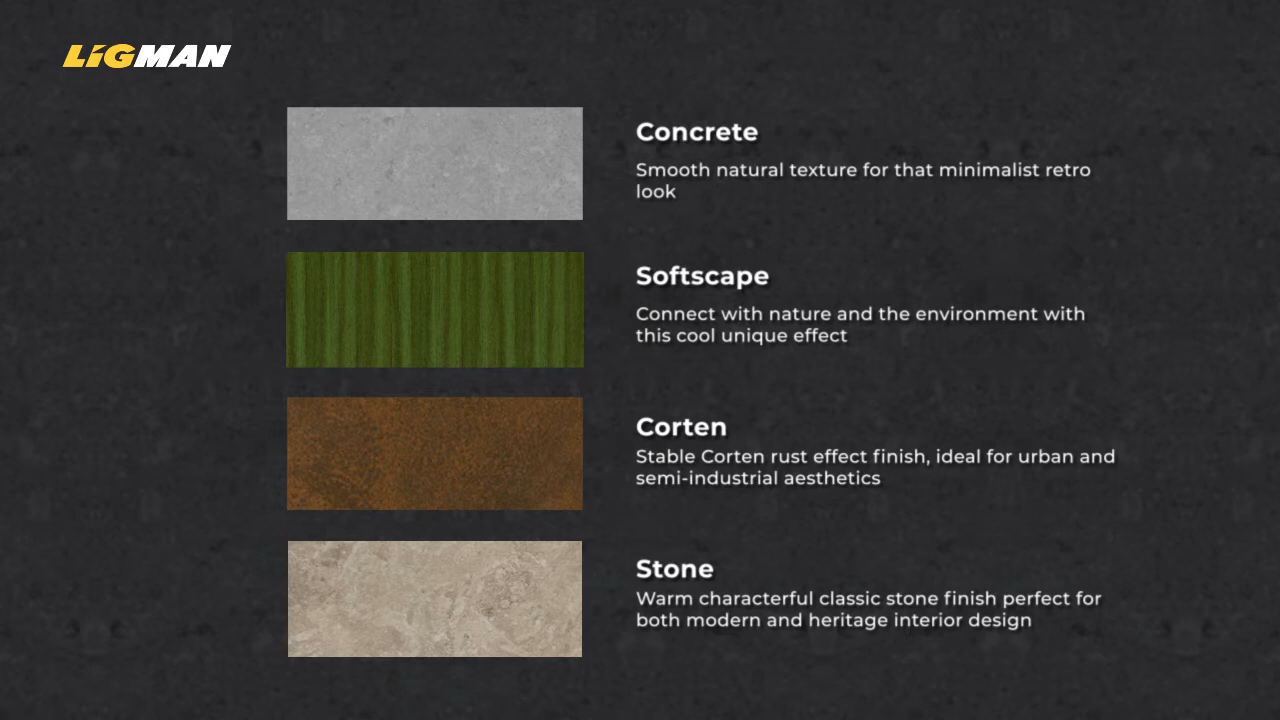 LiGMAN
Concrete
Smooth natural texture for that minimalist retro
look
Softscape
Connect with nature and the environment with
this cool unique effect
Corten
Stable Corten rust effect finish, ideal for urban and
semi-industrial aesthetics
Stone
Warm characterful classic stone finish perfect for
both modern and heritage interior design